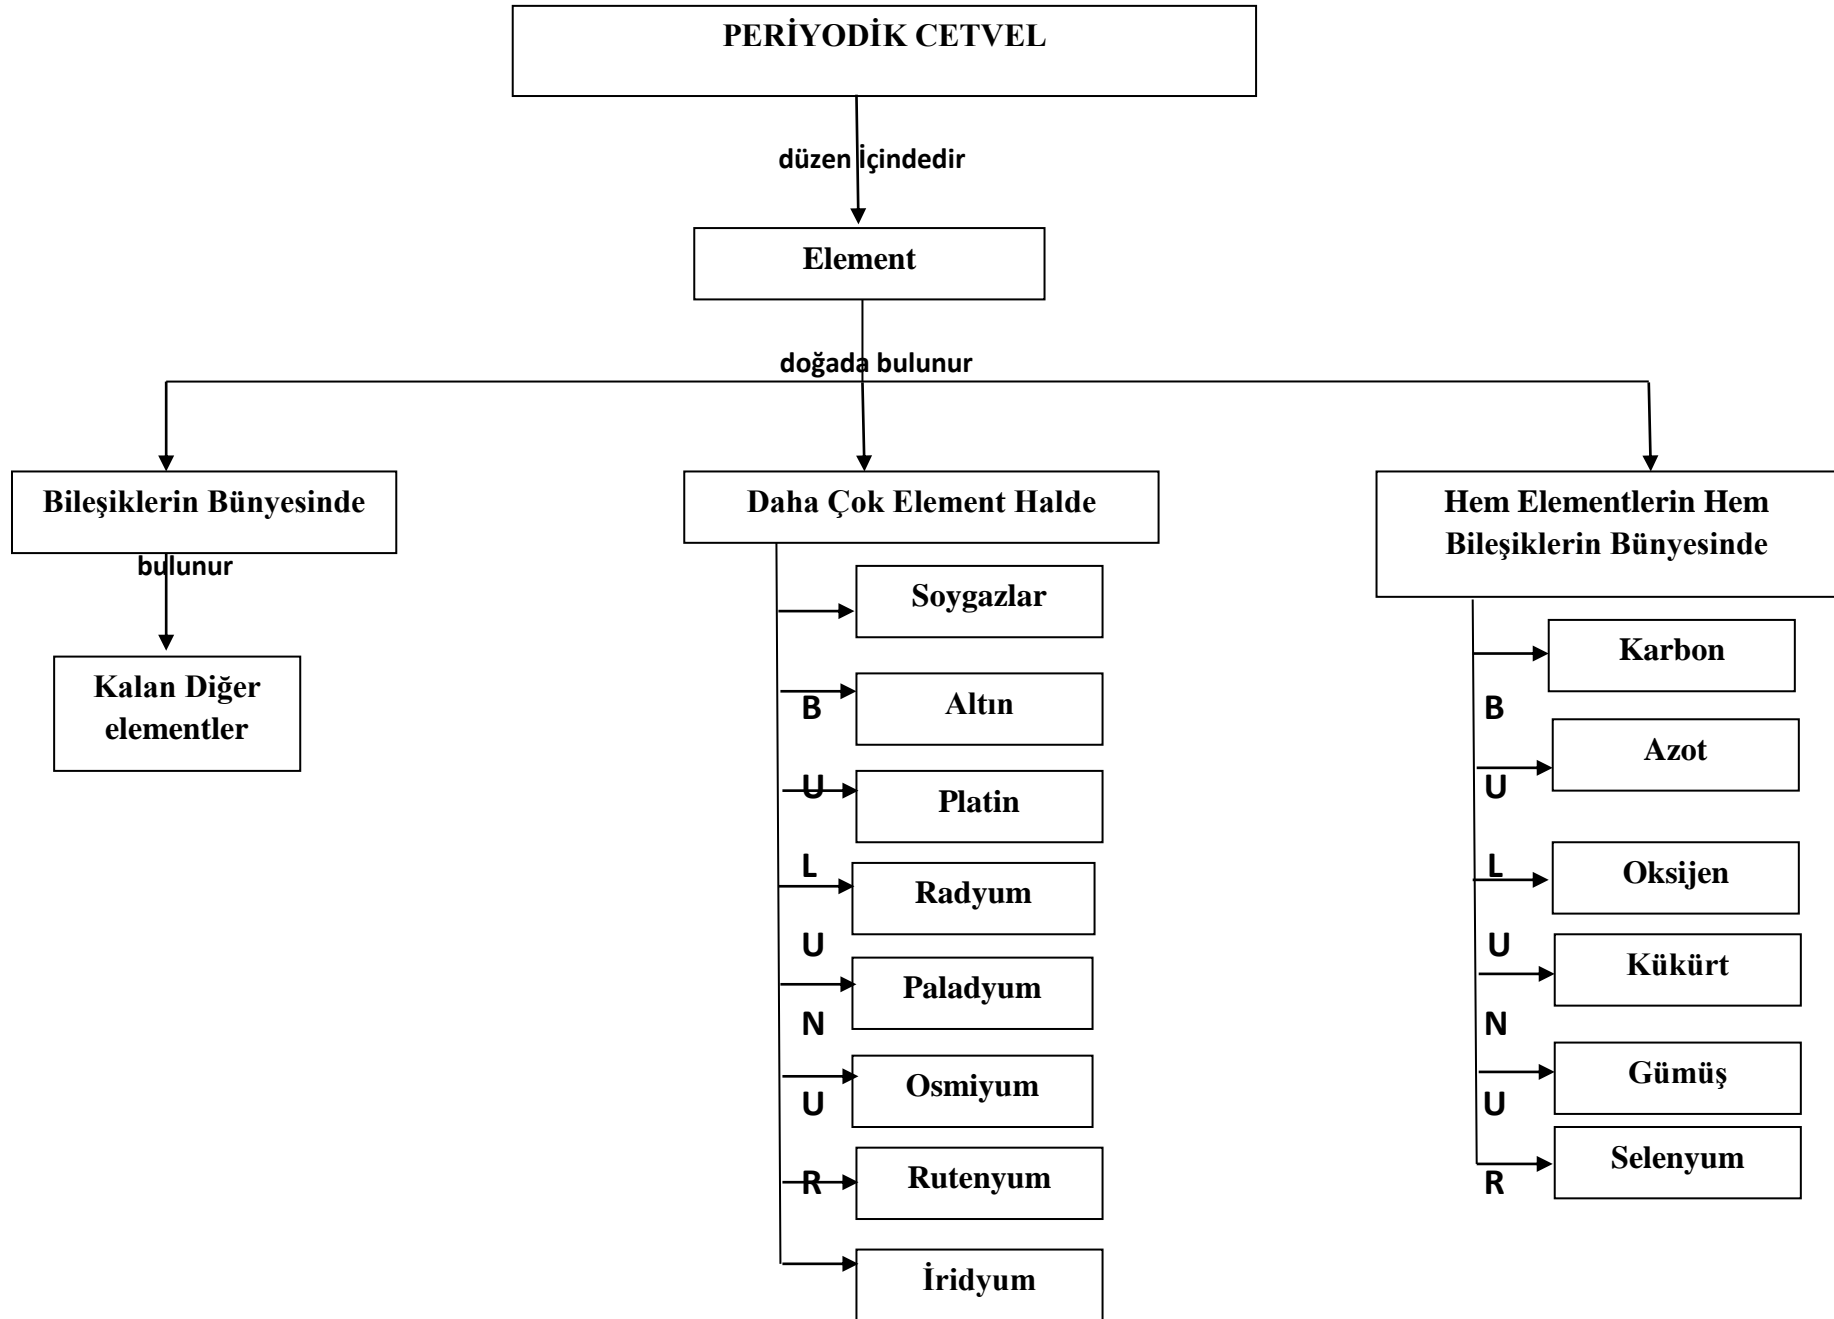 PERİYODİK CETVEL
düzen İçindedir
Element
doğada bulunur
Bileşiklerin Bünyesinde
bulunur
Kalan Diğer
elementler
Daha Çok Element Halde
B
U
L
U
N
U
R
Soygazlar
Altın
Platin
Radyum
Paladyum
Osmiyum
Rutenyum
İridyum
Hem Elementlerin Hem
Bileşiklerin Bünyesinde
B
U
L
U
N
U
R
Karbon
Azot
Oksijen
Kükürt
Gümüş
Selenyum